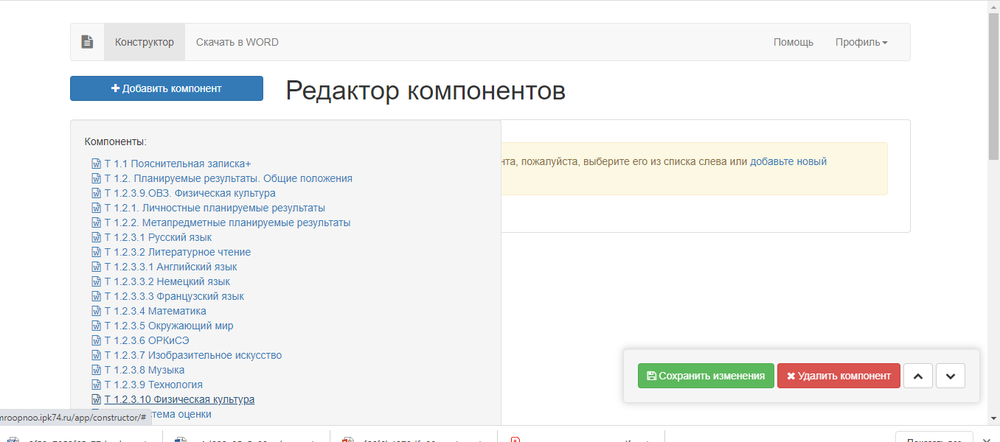 Конструктор Скачать в WORD Помощь Профиль
Добавить компонент
Редактор компонентов
Компоненты:
Т 1.1 Пояснительная записка+
Т 1.2. Планируемые результаты. Общие положения
Т 1.2.3.9.ОВЗ. Физическая культура
Т 1.2.1. Личностные планируемые результаты
Т 1.2.2. Метапредметные планируемые результаты
Т 1.2.3.1 Русский язык
Т 1.2.3.2 Литературное чтение
Т 1.2.3.3.1 Английский язык
Т 1.2.3.3.2 Немецкий язык
Т 1.2.3.3.3 Французский язык
Т 1.2.3.4 Математика
Т 1.2.3.5 Окружающий мир
Т 1.2.3.6 ОРКиСЭ
Т 1.2.3.7 Изобразительное искусство
Т 1.2.3.8 Музыка
Т 1.2.3.9 Технология
Т 1.2.3.10 Физическая культура
стема оценки
нта, пожалуйста, выберите его из списка слева или добавьте новый
Сохранить изменения Удалить компонент
mroopnoo.ipk74.ru/app/constructor/#